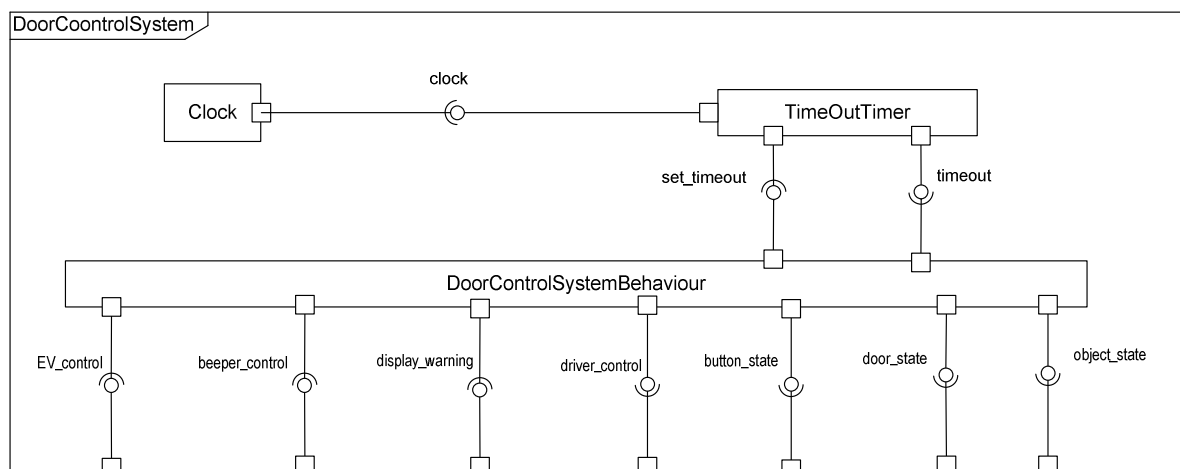 DoorCoontrolSystem
clock
Clock
TimeOutTimer
set_timeout
timeout
DoorControlSystemBehaviour
EV_control
beeper_control
display_warning
driver_control
button_state
door_state
object_state